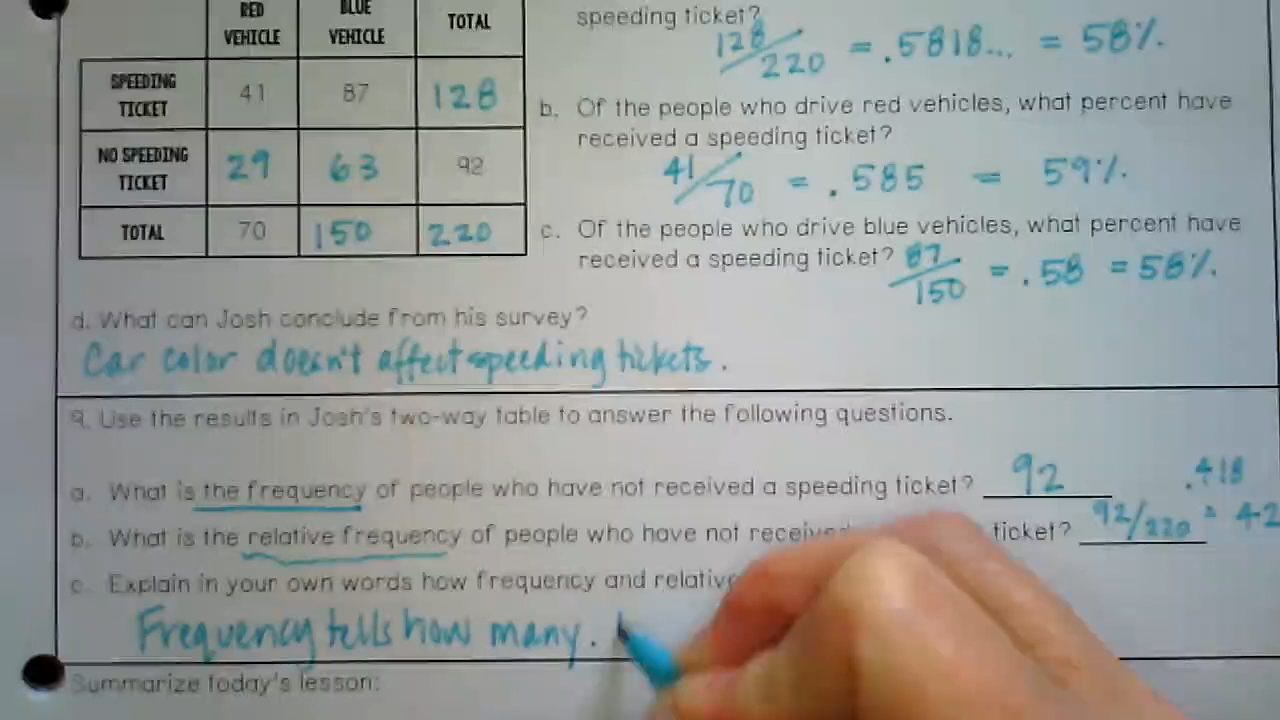 RED VEHICLE BLUE VEHICLE TOTAL
SPEEDING TICKET 41 87 128
NO SPEEDING TICKET 29 63 92
TOTAL 70 150 220
speeding ticket?
128/220 = .5818... = 58%.
b. Of the people who drive red vehicles, what percent have
received a speeding ticket?
41/70 = .585 = 59%.
c. Of the people who drive blue vehicles, what percent have
received a speeding ticket? 87/150 = .58 = 58%.
d. What can Josh conclude from his survey?
Car color doesn't affect speeding tickets.
9. Use the results in Josh's two-way table to answer the following questions.
a. What is the frequency of people who have not received a speeding ticket? 92 .418
b. What is the relative frequency of people who have not received ticket? 92/220 = 42
c. Explain in your own words how frequency and relative
Frequency tells how many.
Summarize today's lesson: